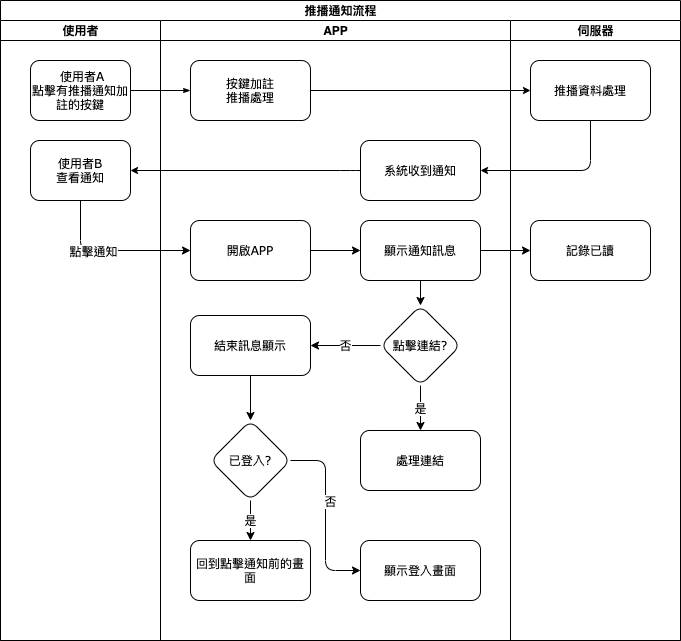 推播通知流程
使用者
APP
伺服器
使用者A
點擊有推播通知加
註的按鍵
按鍵加註
推播處理
推播資料處理
使用者B
查看通知
系統收到通知
點擊通知
開啟APP
顯示通知訊息
記錄已讀
結束訊息顯示
否
點擊連結?
是
已登入?
處理連結
否
是
回到點擊通知前的畫
面
顯示登入畫面